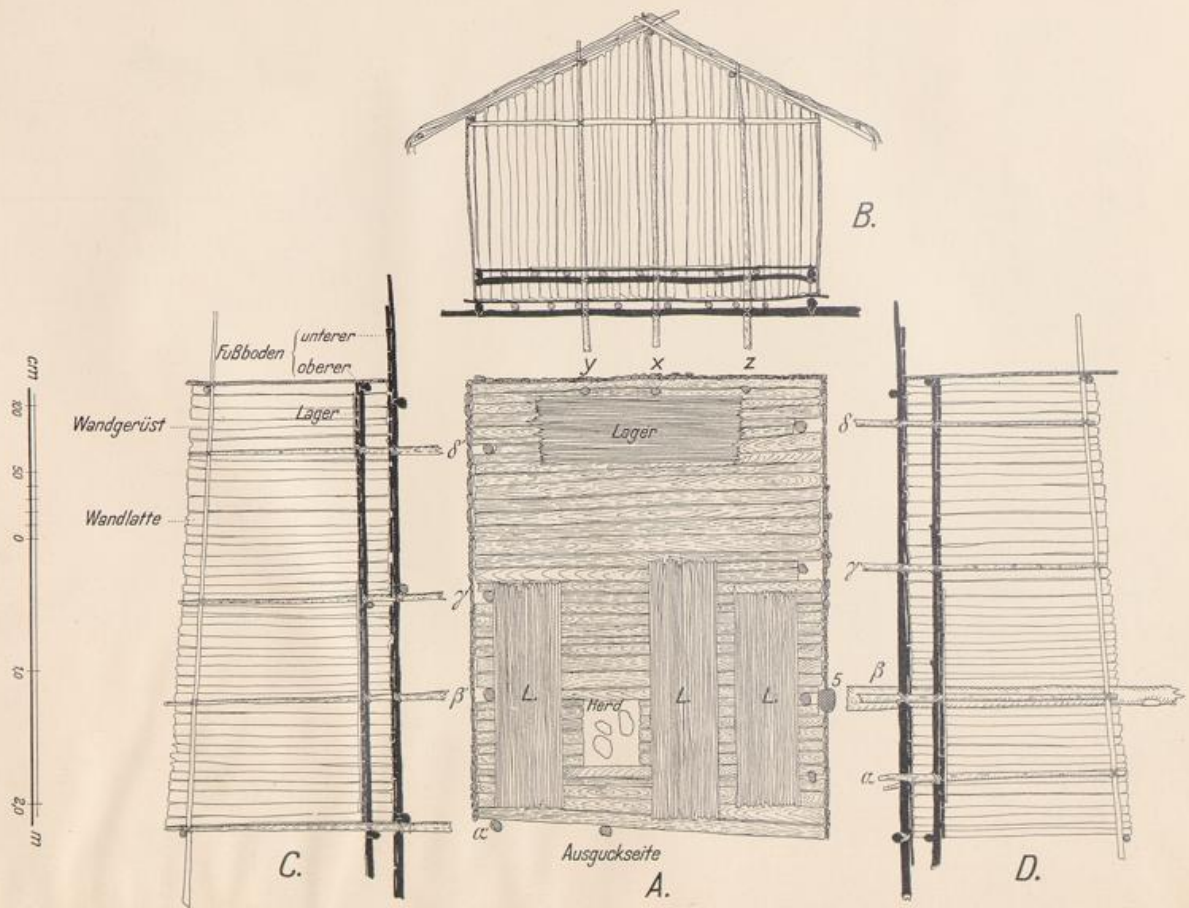 B.
Fußboden { unterer
oberer
Lager
Wandgerüst
Wandlatte
δ
γ
β
cm
100
50
0
1,0
2,0
m
C.
y x z
Lager
L. L. L.
Herd
5
α
Ausguckseite
A.
δ
γ
β
α
D.